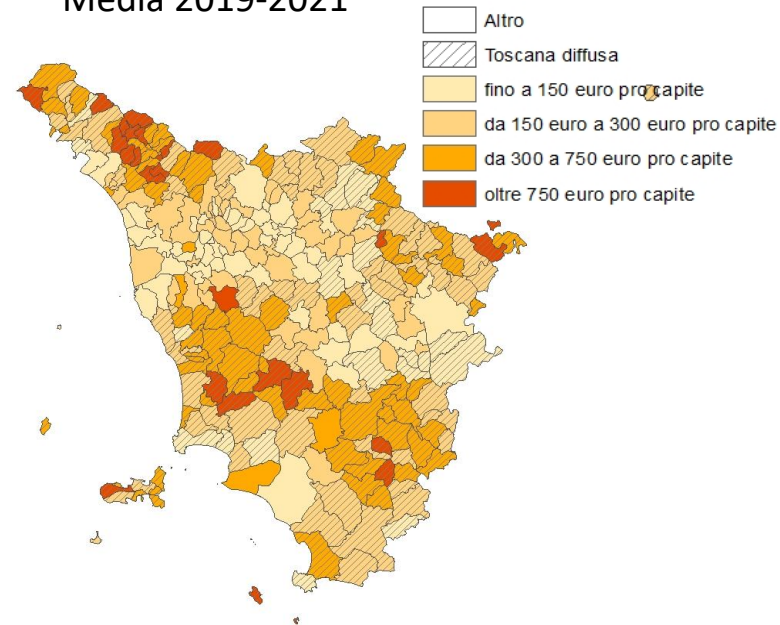 Media 2019-2021
Altro
Toscana diffusa
fino a 150 euro pro capite
da 150 euro a 300 euro pro capite
da 300 a 750 euro pro capite
oltre 750 euro pro capite